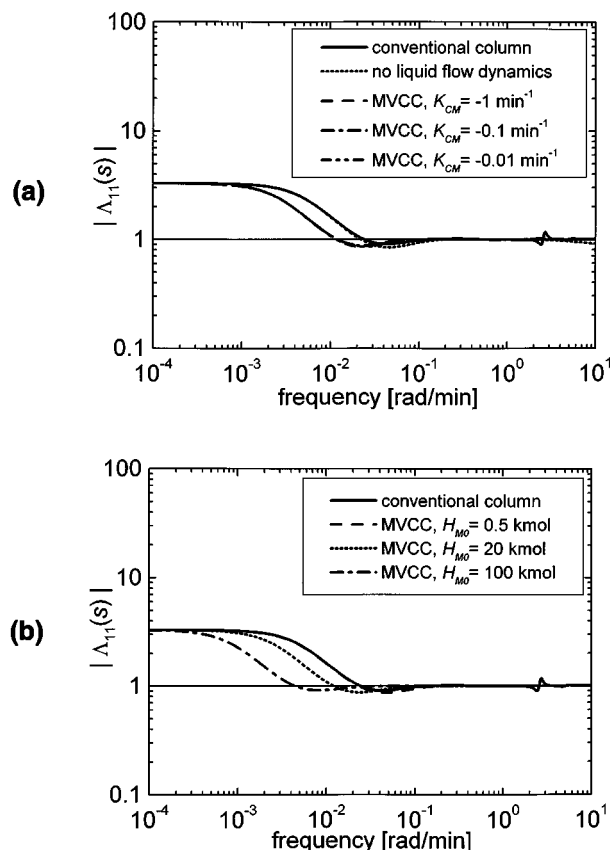 (a)
| Λ₁₁(s) |
100
10
1
0.1
conventional column
no liquid flow dynamics
MVCC, K_CM= -1 min⁻¹
MVCC, K_CM= -0.1 min⁻¹
MVCC, K_CM= -0.01 min⁻¹
10⁻⁴ 10⁻³ 10⁻² 10⁻¹ 10⁰ 10¹
frequency [rad/min]
(b)
| Λ₁₁(s) |
100
10
1
0.1
conventional column
MVCC, H_M0= 0.5 kmol
MVCC, H_M0= 20 kmol
MVCC, H_M0= 100 kmol
10⁻⁴ 10⁻³ 10⁻² 10⁻¹ 10⁰ 10¹
frequency [rad/min]